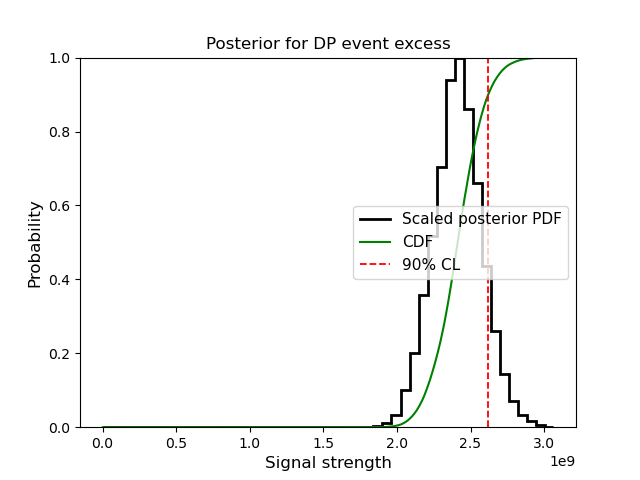 Posterior for DP event excess
1.0
0.8
0.6
0.4
0.2
0.0
Probability
Scaled posterior PDF
CDF
90% CL
0.0 0.5 1.0 1.5 2.0 2.5 3.0
1e9
Signal strength